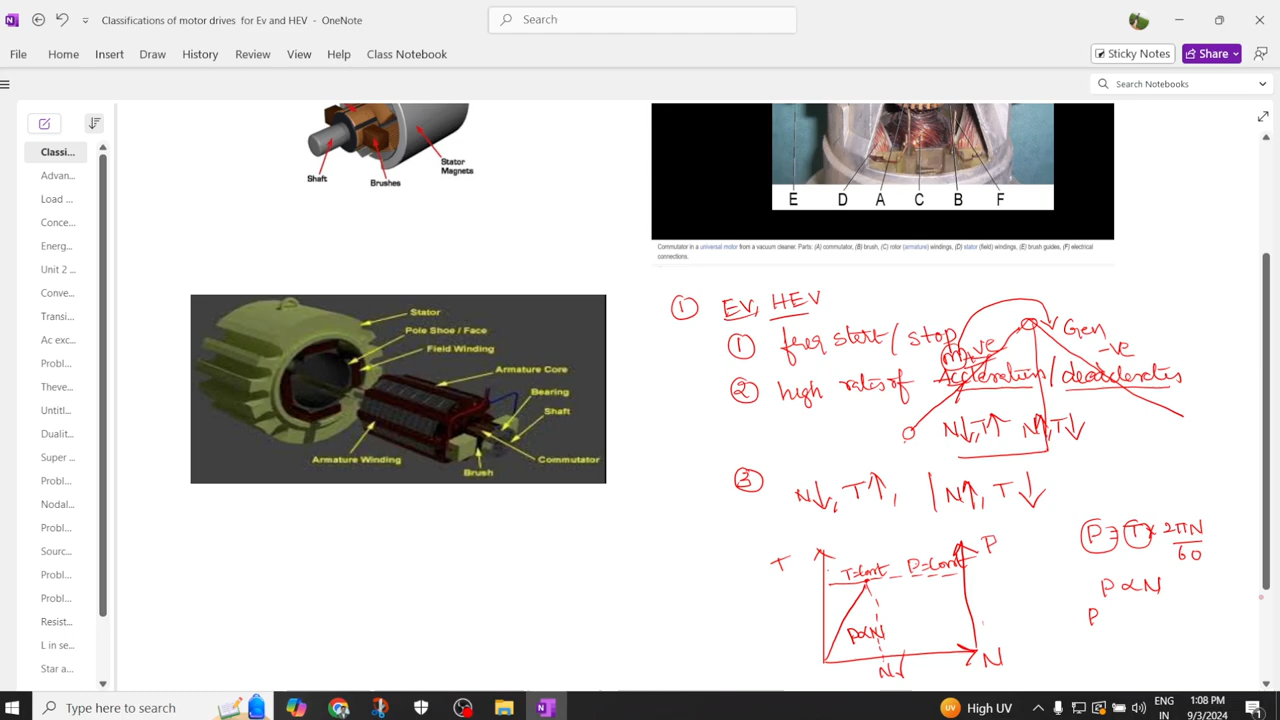 Classifications of motor drives for Ev and HEV - OneNote
Search
File Home Insert Draw View History Review View Help Class Notebook
Sticky Notes
Share
Search Notebooks
Classi...
Advan...
Load ...
Conce...
Energ...
Unit 2 ...
Conve...
Transi...
Ac exc...
Probl...
Theve...
Untitl...
Dualit...
Super ...
Probl...
Nodal...
Probl...
Sourc...
Probl...
Resist...
L in se...
Star a...
Shaft
Brushes
Stator
Magnets
E D A C B F
Commutator in a universal motor from a vacuum cleaner. Parts: (A) commutator, (B) brush, (C) rotor (armature) windings, (D) stator (field) windings, (E) brush guides, (F) electrical
connections.
Stator
Pole Shoe / Face
Field Winding
Armature Core
Bearing
Shaft
Armature Winding
Brush
Commutator
① EV, HEV
① freq start / stop
+ve
Gen
-ve
② high rates of accleration / deacceleration
N↓, T↑ N↑, T↓
③ N↓, T↑, | N↑, T↓
T
T=Const P=Const
P
P∝N
N
P = T × 2πN
60
P ∝ N
P
Type here to search
High UV
ENG
IN
1:08 PM
9/3/2024